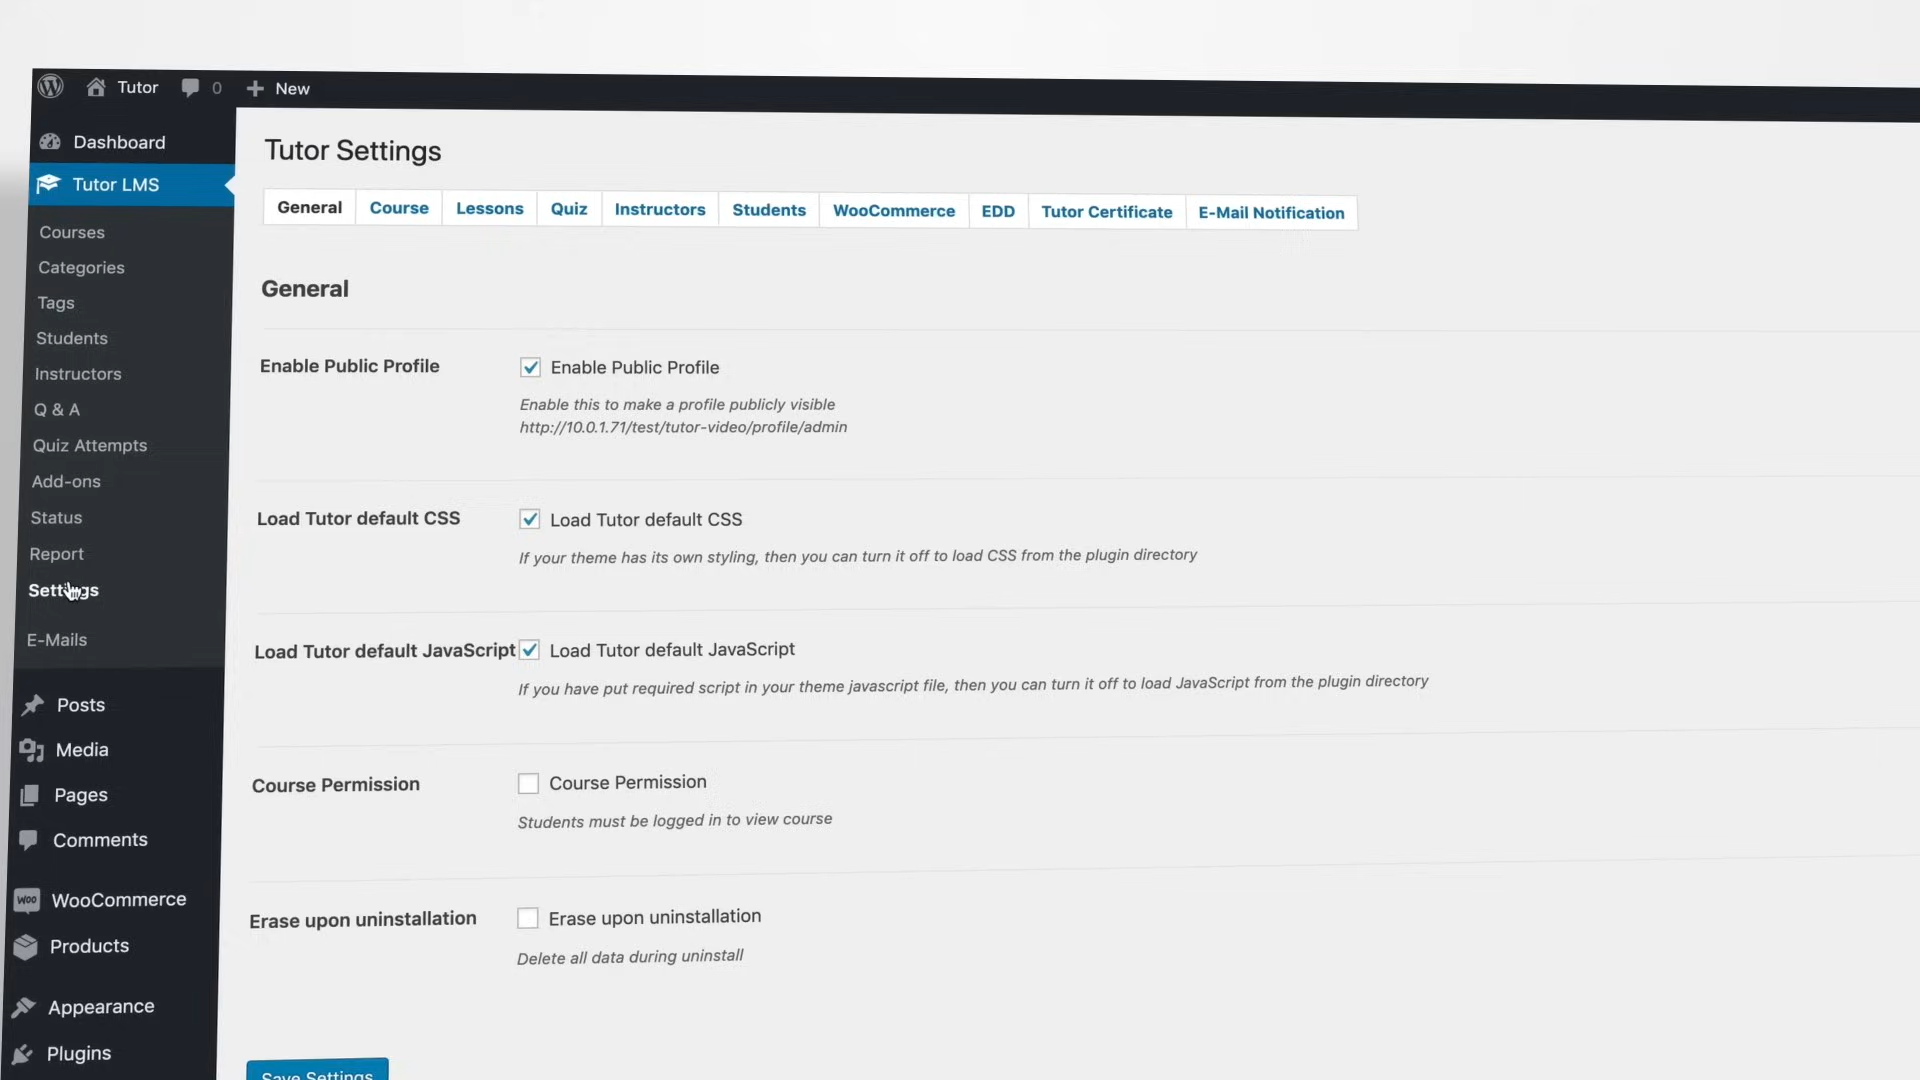 Tutor
0
New
Dashboard
Tutor LMS
Courses
Categories
Tags
Students
Instructors
Q & A
Quiz Attempts
Add-ons
Status
Report
Settings
E-Mails
Posts
Media
Pages
Comments
WOO WooCommerce
Products
Appearance
Plugins
Tutor Settings
General Course Lessons Quiz Instructors Students WooCommerce EDD Tutor Certificate E-Mail Notification
General
Enable Public Profile
Enable Public Profile
Enable this to make a profile publicly visible
http://10.0.1.71/test/tutor-video/profile/admin
Load Tutor default CSS
Load Tutor default CSS
If your theme has its own styling, then you can turn it off to load CSS from the plugin directory
Load Tutor default JavaScript
Load Tutor default JavaScript
If you have put required script in your theme javascript file, then you can turn it off to load JavaScript from the plugin directory
Course Permission
Course Permission
Students must be logged in to view course
Erase upon uninstallation
Erase upon uninstallation
Delete all data during uninstall
Save Settings